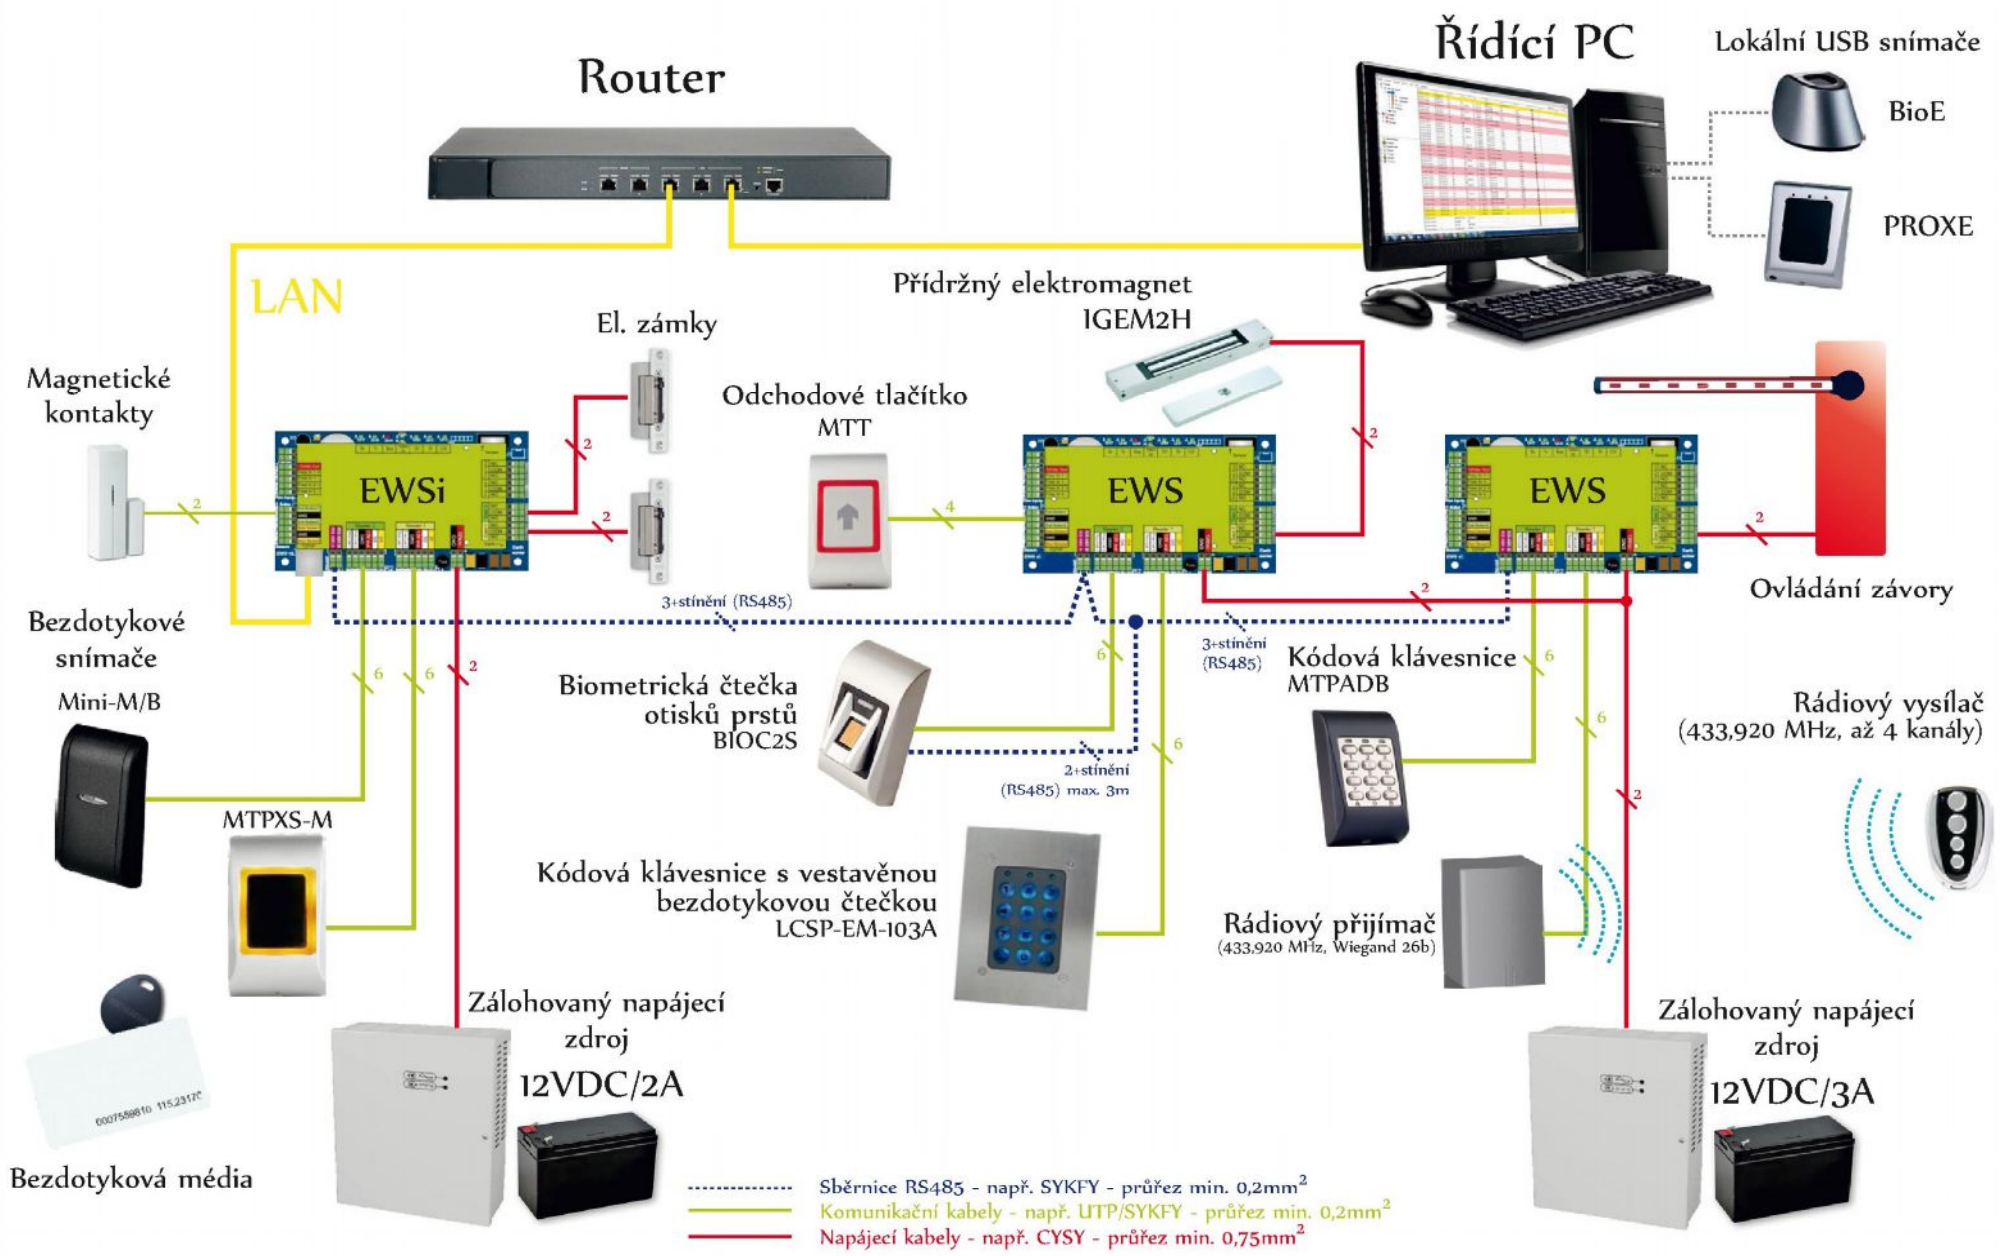 Router
Řídící PC
Lokální USB snímače
BioE
PROXE
LAN
Přídržný elektromagnet
IGEM2H
El. zámky
Magnetické
kontakty
Odchodové tlačítko
MTT
2
2
2
2
2
4
EWSi
EWS
EWS
Ovládání závory
3+stínění (RS485)
2
3+stínění
(RS485)
Bezdotykové
snímače
Mini-M/B
6
6
2
6
6
6
6
2
Biometrická čtečka
otisků prstů
BIOC2S
Kódová klávesnice
MTPADB
Rádiový vysílač
(433,920 MHz, až 4 kanály)
2+stínění
(RS485) max. 3m
MTPXS-M
Kódová klávesnice s vestavěnou
bezdotykovou čtečkou
LCSP-EM-103A
Rádiový přijímač
(433,920 MHz, Wiegand 26b)
Zálohovaný napájecí
zdroj
12VDC/2A
Zálohovaný napájecí
zdroj
12VDC/3A
0007559810 115,2317
Bezdotyková média
Sběrnice RS485 - např. SYKFY - průřez min. 0,2mm²
Komunikační kabely - např. UTP/SYKFY - průřez min. 0,2mm²
Napájecí kabely - např. CYSY - průřez min. 0,75mm²